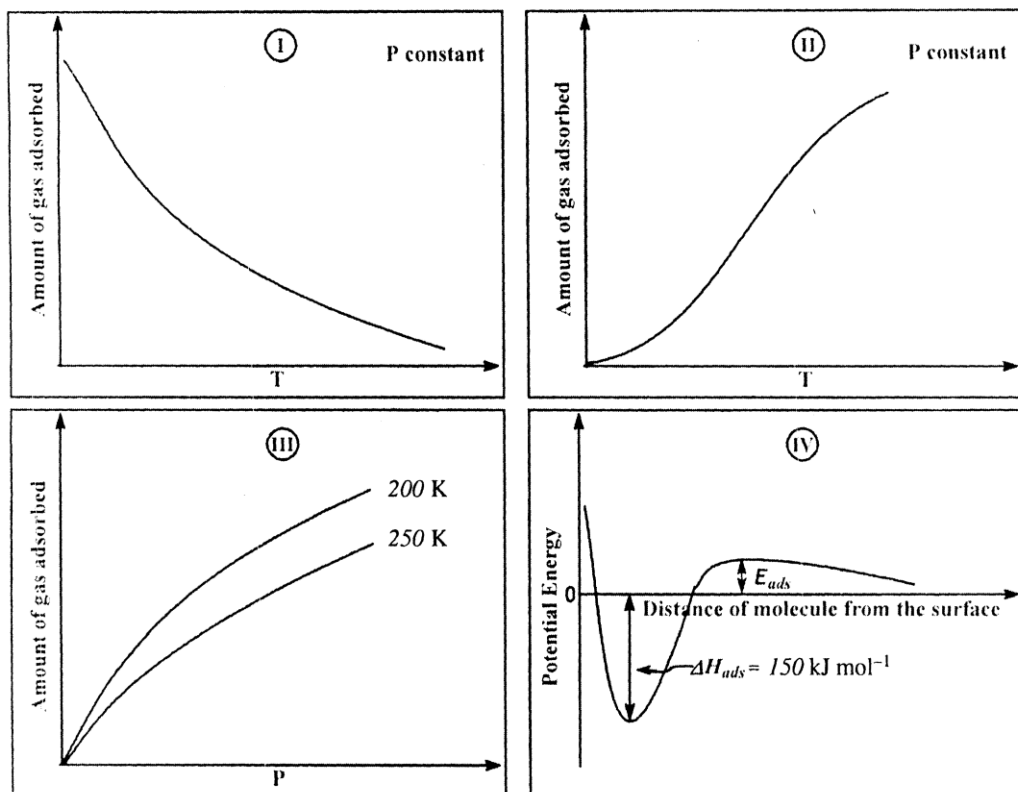 I
P constant
Amount of gas adsorbed
T
II
P constant
Amount of gas adsorbed
T
III
200 K
250 K
Amount of gas adsorbed
P
IV
Potential Energy
0
E_ads
Distance of molecule from the surface
ΔH_ads = 150 kJ mol⁻¹